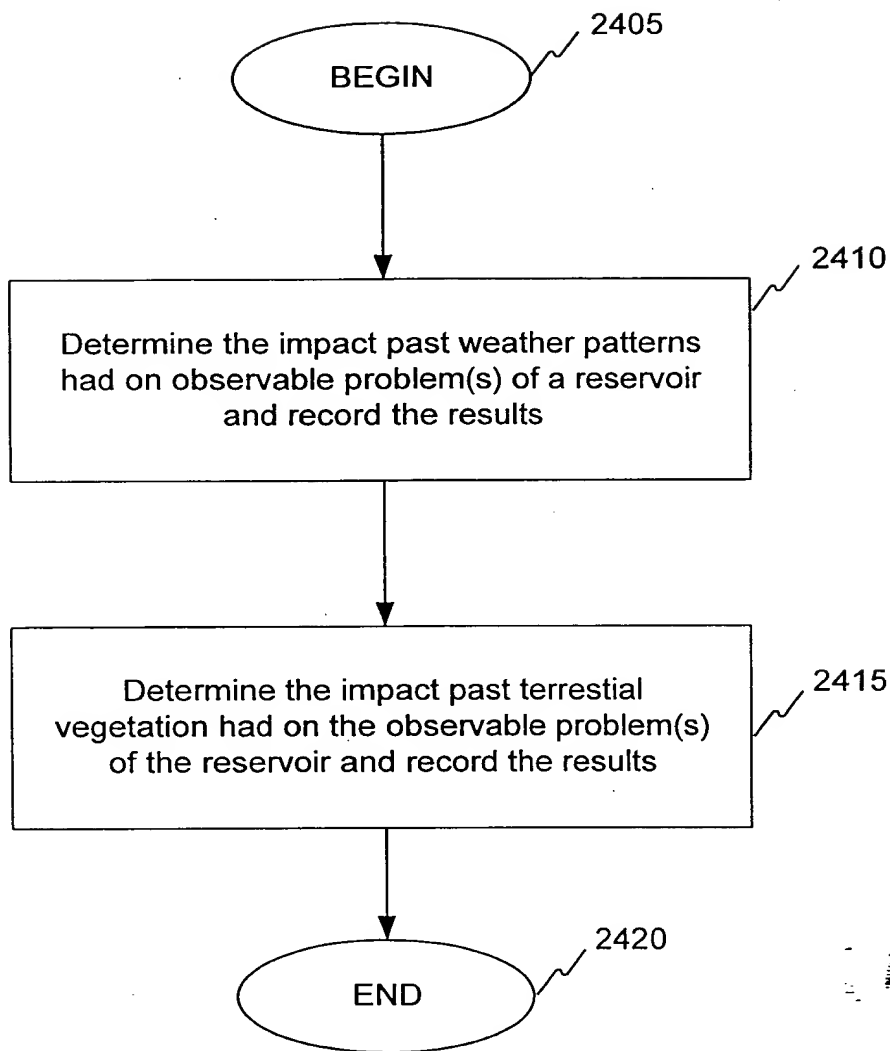 2405
BEGIN
2410
Determine the impact past weather patterns
had on observable problem(s) of a reservoir
and record the results
2415
Determine the impact past terrestial
vegetation had on the observable problem(s)
of the reservoir and record the results
2420
END